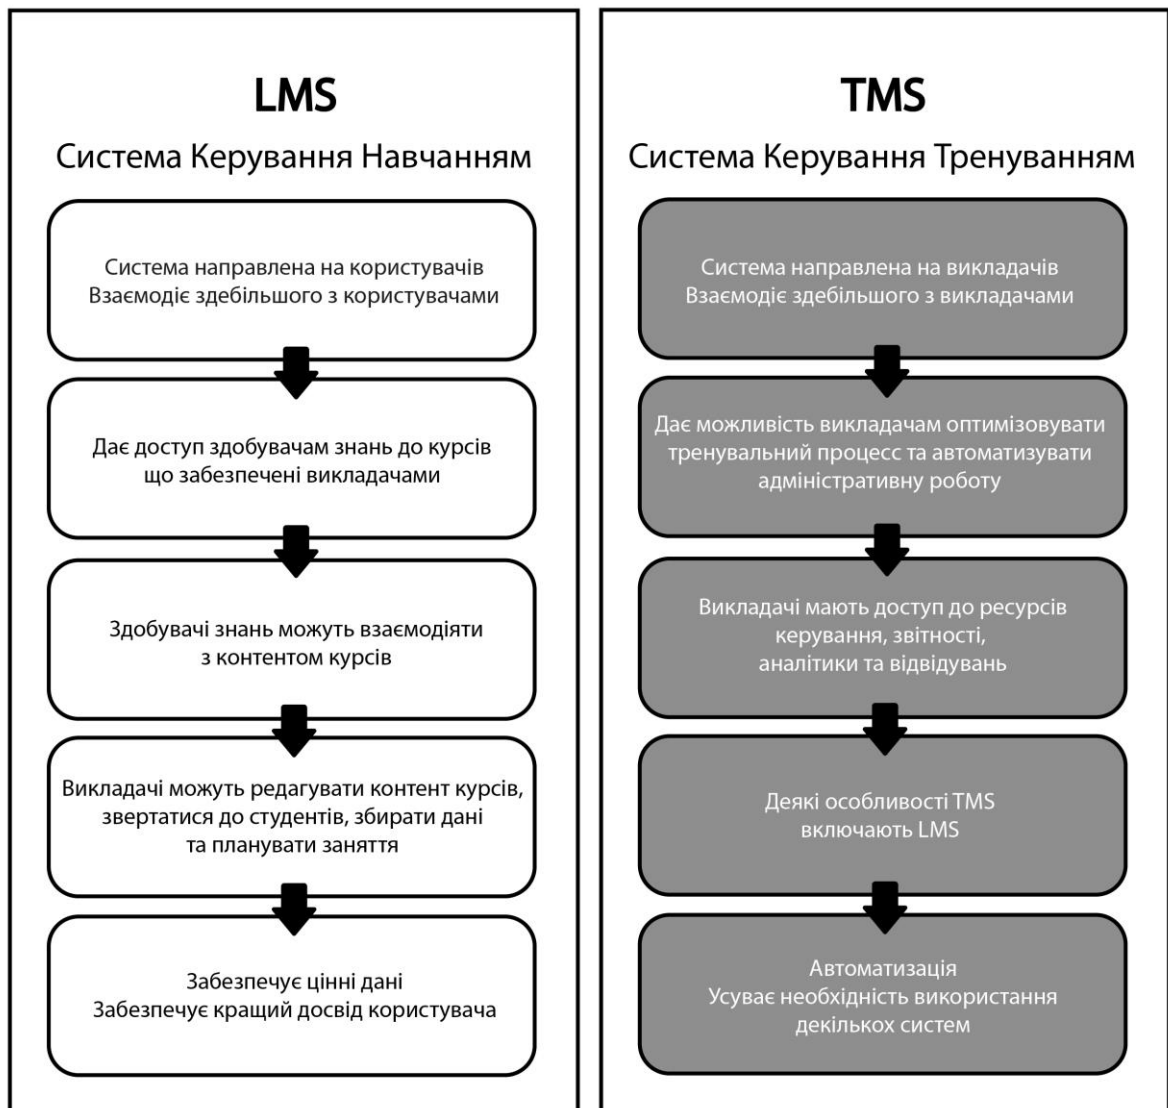 LMS
Система Керування Навчанням
Система направлена на користувачів
Взаємодіє здебільшого з користувачами
Дає доступ здобувачам знань до курсів
що забезпечені викладачами
Здобувачі знань можуть взаємодіяти
з контентом курсів
Викладачі можуть редагувати контент курсів,
звертатися до студентів, збирати дані
та планувати заняття
Забезпечує цінні дані
Забезпечує кращий досвід користувача
TMS
Система Керування Тренуванням
Система направлена на викладачів
Взаємодіє здебільшого з викладачами
Дає можливість викладачам оптимізовувати
тренувальний процесс та автоматизувати
адміністративну роботу
Викладачі мають доступ до ресурсів
керування, звітності,
аналітики та відвідувань
Деякі особливості TMS
включають LMS
Автоматизація
Усуває необхідність використання
декількох систем